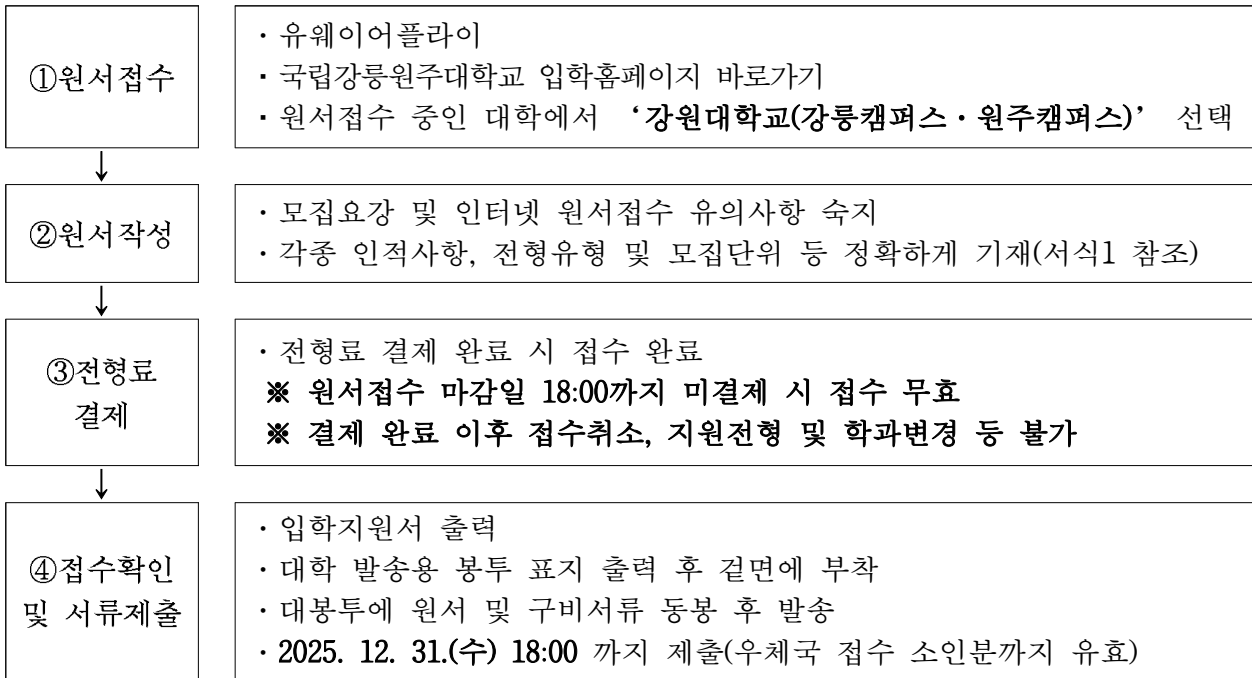 ①원서접수
· 유웨이어플라이
· 국립강릉원주대학교 입학홈페이지 바로가기
· 원서접수 중인 대학에서 ‘강원대학교(강릉캠퍼스·원주캠퍼스)’ 선택
↓
②원서작성
· 모집요강 및 인터넷 원서접수 유의사항 숙지
· 각종 인적사항, 전형유형 및 모집단위 등 정확하게 기재(서식1 참조)
↓
③전형료
결제
· 전형료 결제 완료 시 접수 완료
※ 원서접수 마감일 18:00까지 미결제 시 접수 무효
※ 결제 완료 이후 접수취소, 지원전형 및 학과변경 등 불가
↓
④접수확인
및 서류제출
· 입학지원서 출력
· 대학 발송용 봉투 표지 출력 후 겉면에 부착
· 대봉투에 원서 및 구비서류 동봉 후 발송
· 2025. 12. 31.(수) 18:00 까지 제출(우체국 접수 소인분까지 유효)